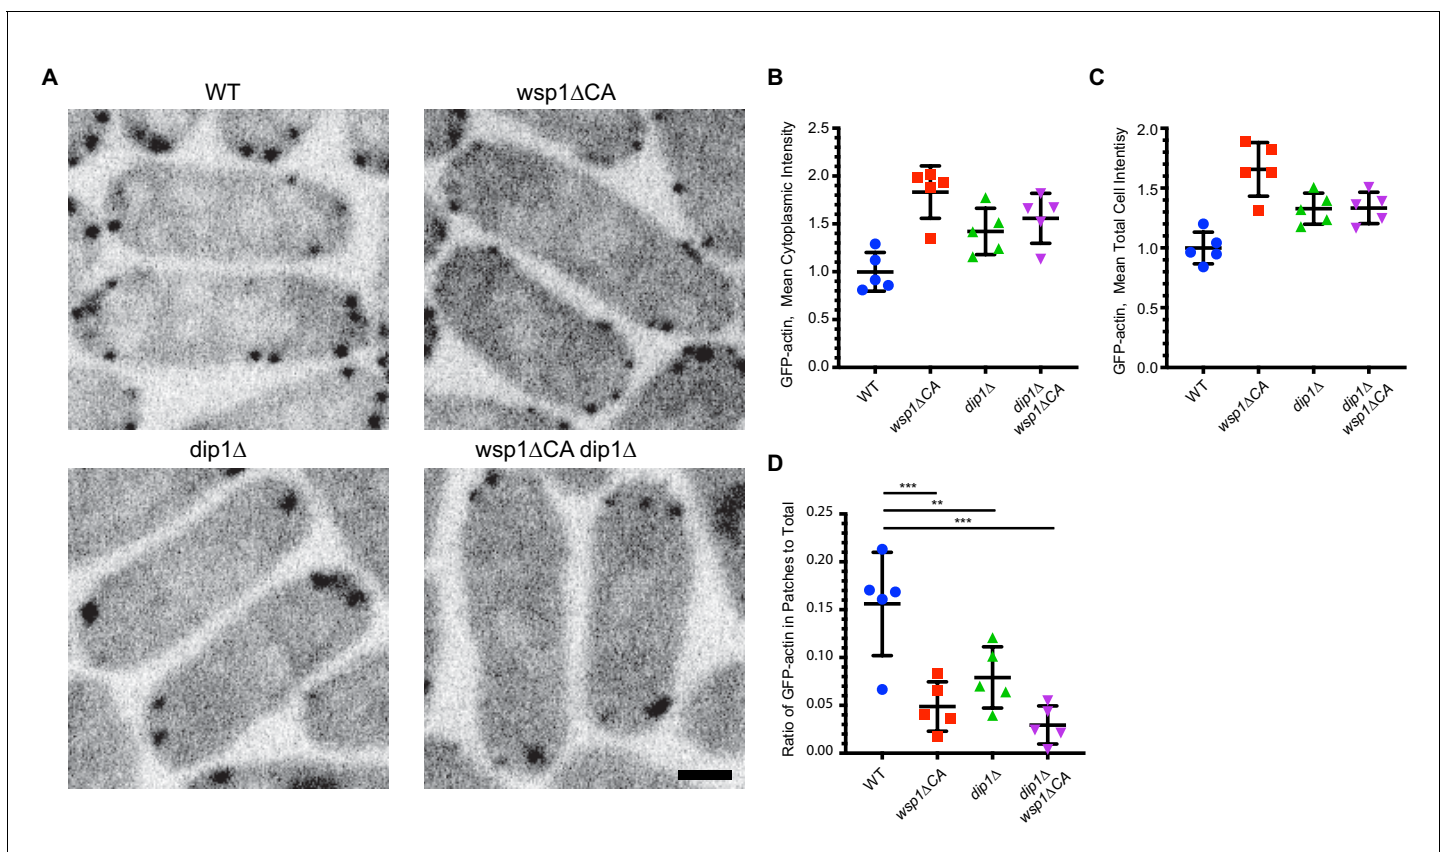 A
WT
wsp1ΔCA
dip1Δ
wsp1ΔCA dip1Δ
B
GFP-actin, Mean Cytoplasmic Intensity
2.5
2.0
1.5
1.0
0.5
0.0
WT
wsp1ΔCA
dip1Δ
dip1Δ
wsp1ΔCA
C
GFP-actin, Mean Total Cell Intentisy
2.0
1.5
1.0
0.5
0.0
WT
wsp1ΔCA
dip1Δ
dip1Δ
wsp1ΔCA
D
Ratio of GFP-actin in Patches to Total
0.25
0.20
0.15
0.10
0.05
0.00
***
**
***
WT
wsp1ΔCA
dip1Δ
dip1Δ
wsp1ΔCA